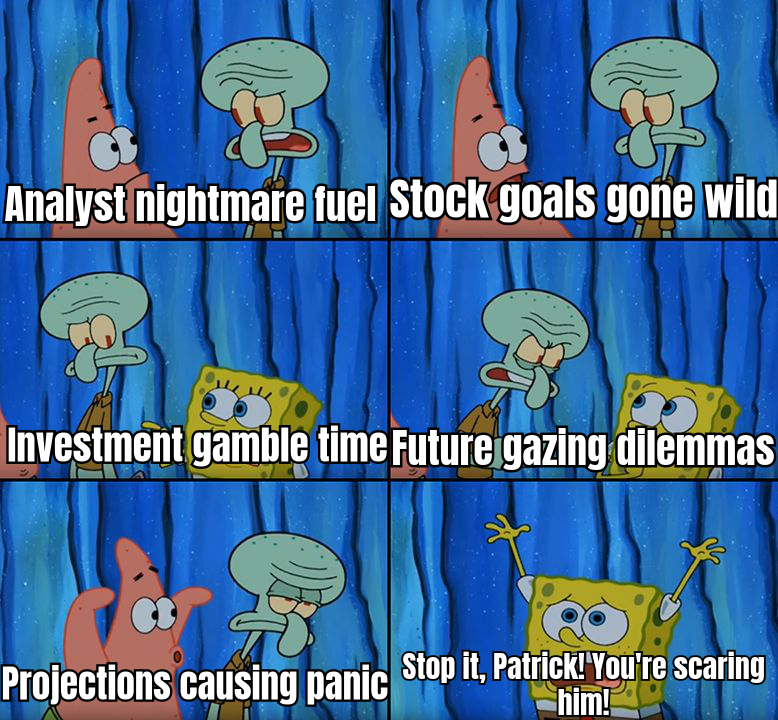 Analyst nightmare fuel
Stock goals gone wild
Investment gamble time
Future gazing dilemmas
Projections causing panic
Stop it, Patrick! You're scaring
him!